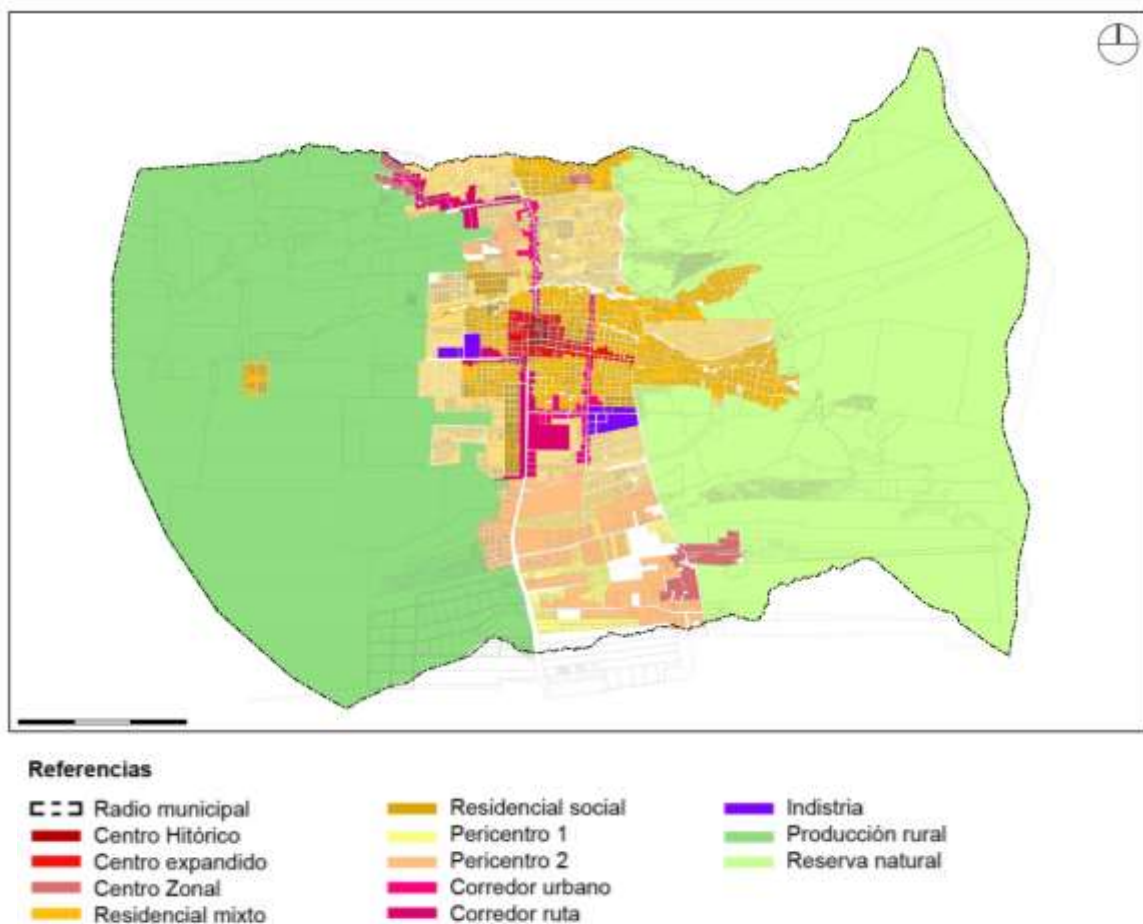 Referencias
Radio municipal
Centro Hitórico
Centro expandido
Centro Zonal
Residencial mixto
Residencial social
Pericentro 1
Pericentro 2
Corredor urbano
Corredor ruta
Indistria
Producción rural
Reserva natural